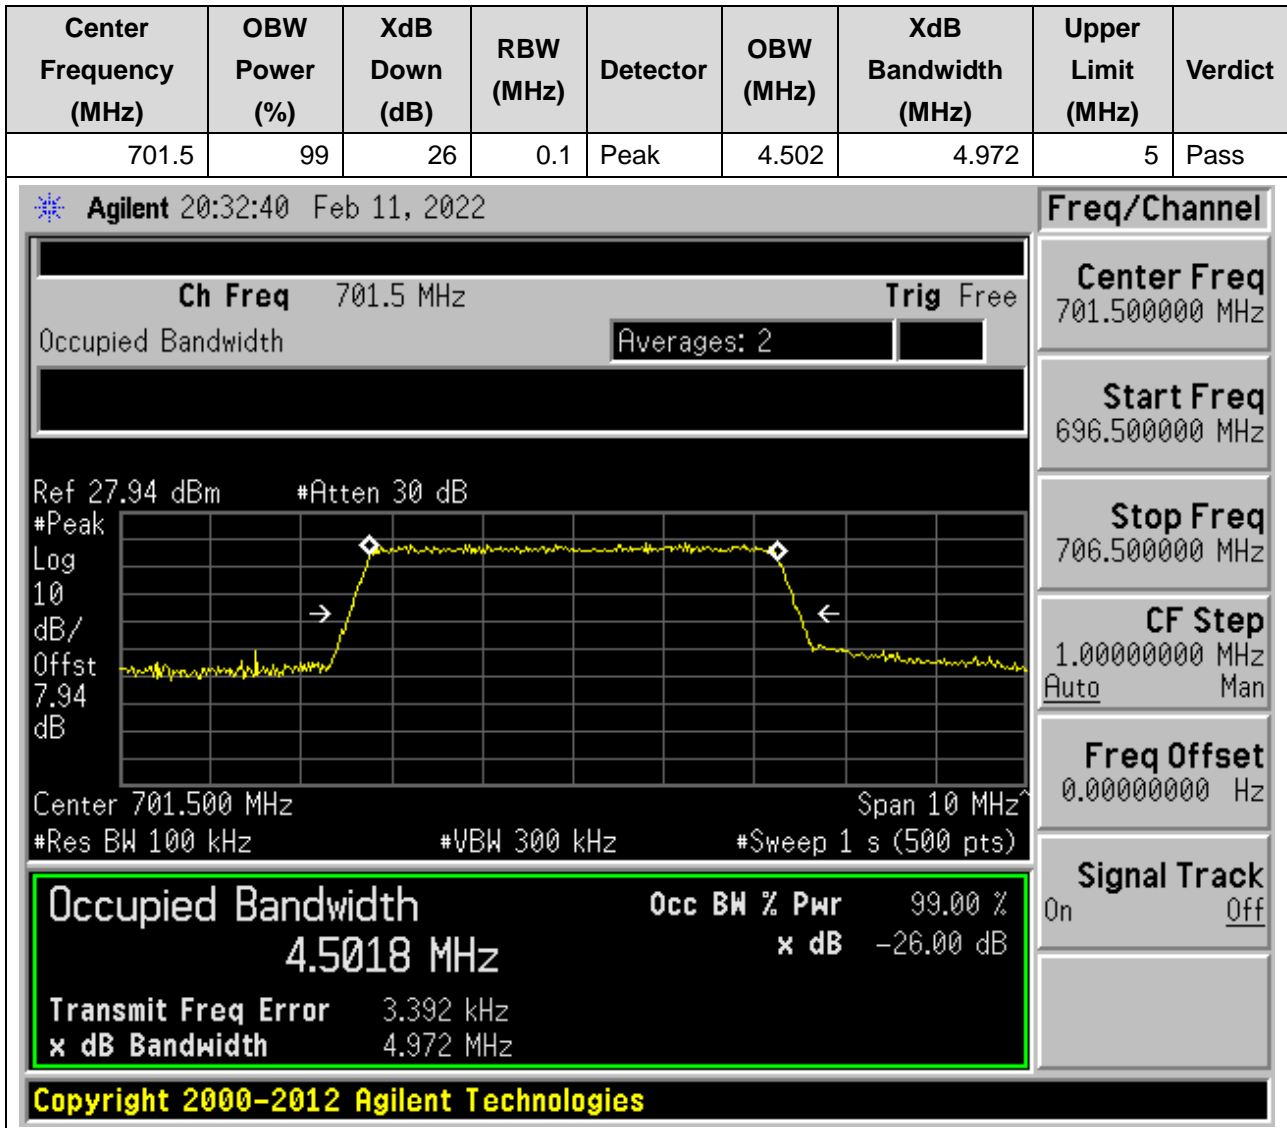 Center Frequency (MHz) OBW Power (%) XdB Down (dB) RBW (MHz) Detector OBW (MHz) XdB Bandwidth (MHz) Upper Limit (MHz) Verdict
701.5 99 26 0.1 Peak 4.502 4.972 5 Pass
Agilent 20:32:40 Feb 11, 2022
Ch Freq 701.5 MHz Trig Free
Occupied Bandwidth Averages: 2
Ref 27.94 dBm #Atten 30 dB
#Peak
Log
10
dB/
Offst
7.94
dB
Center 701.500 MHz Span 10 MHz^
#Res BW 100 kHz #VBW 300 kHz #Sweep 1 s (500 pts)
Occupied Bandwidth Occ BW % Pwr 99.00 %
4.5018 MHz x dB -26.00 dB
Transmit Freq Error 3.392 kHz
x dB Bandwidth 4.972 MHz
Freq/Channel
Center Freq
701.500000 MHz
Start Freq
696.500000 MHz
Stop Freq
706.500000 MHz
CF Step
1.00000000 MHz
Auto Man
Freq Offset
0.00000000 Hz
Signal Track
On Off
Copyright 2000-2012 Agilent Technologies